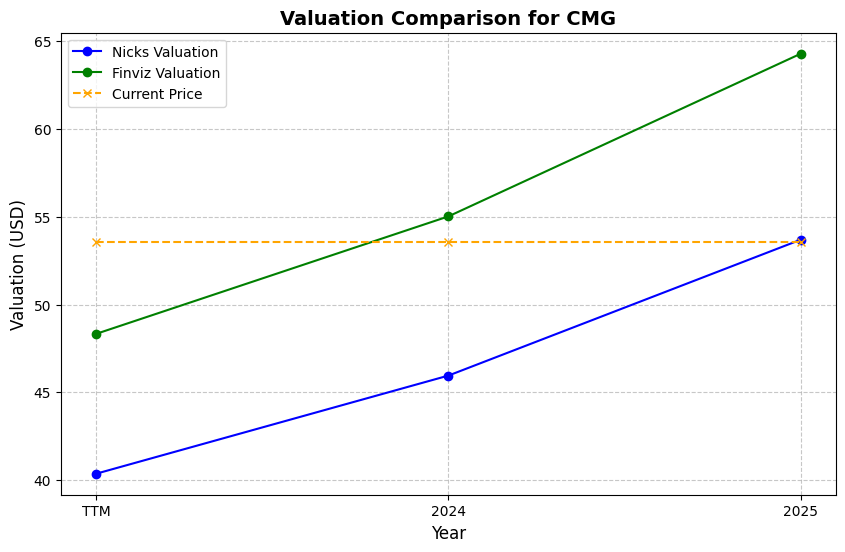 Valuation Comparison for CMG
Nicks Valuation
Finviz Valuation
Current Price
65
60
55
50
45
40
Valuation (USD)
TTM
2024
2025
Year